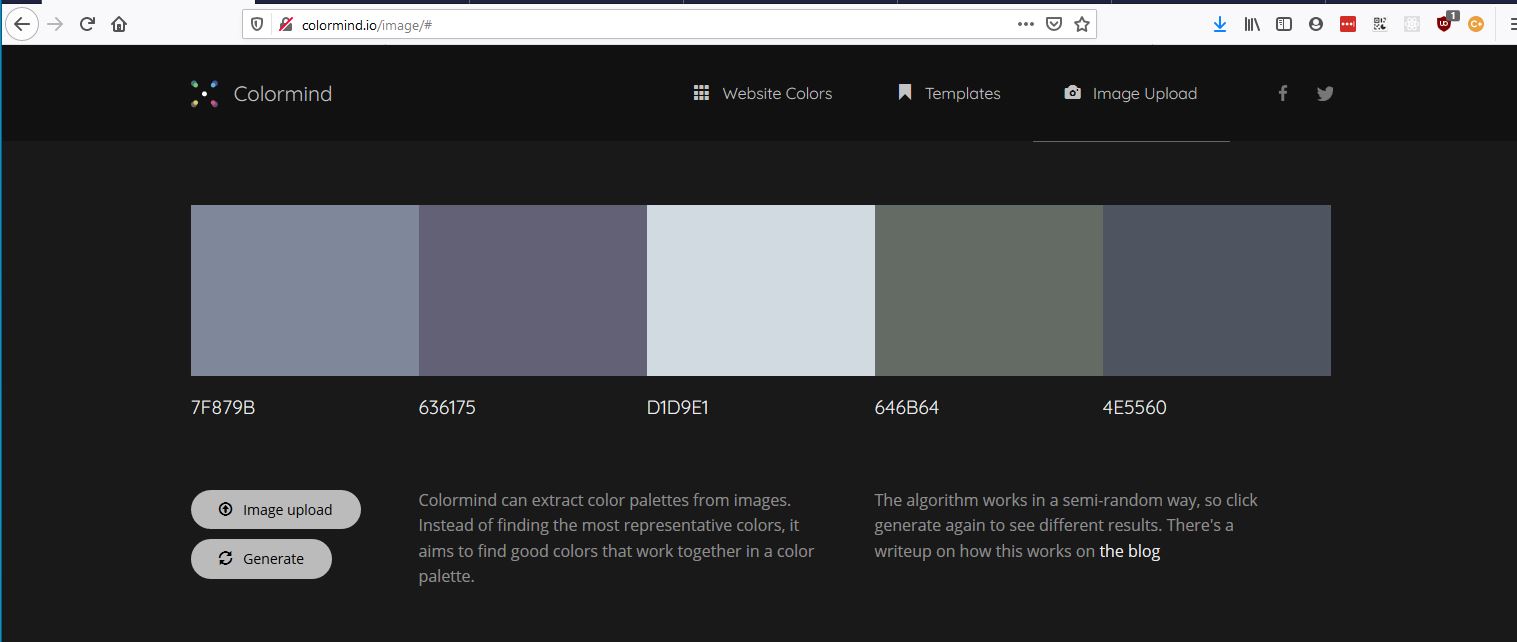 colormind.io/image/#
1
Colormind
Website Colors
Templates
Image Upload
7F879B
636175
D1D9E1
646B64
4E5560
Image upload
Generate
Colormind can extract color palettes from images.
Instead of finding the most representative colors, it
aims to find good colors that work together in a color
palette.
The algorithm works in a semi-random way, so click
generate again to see different results. There's a
writeup on how this works on the blog